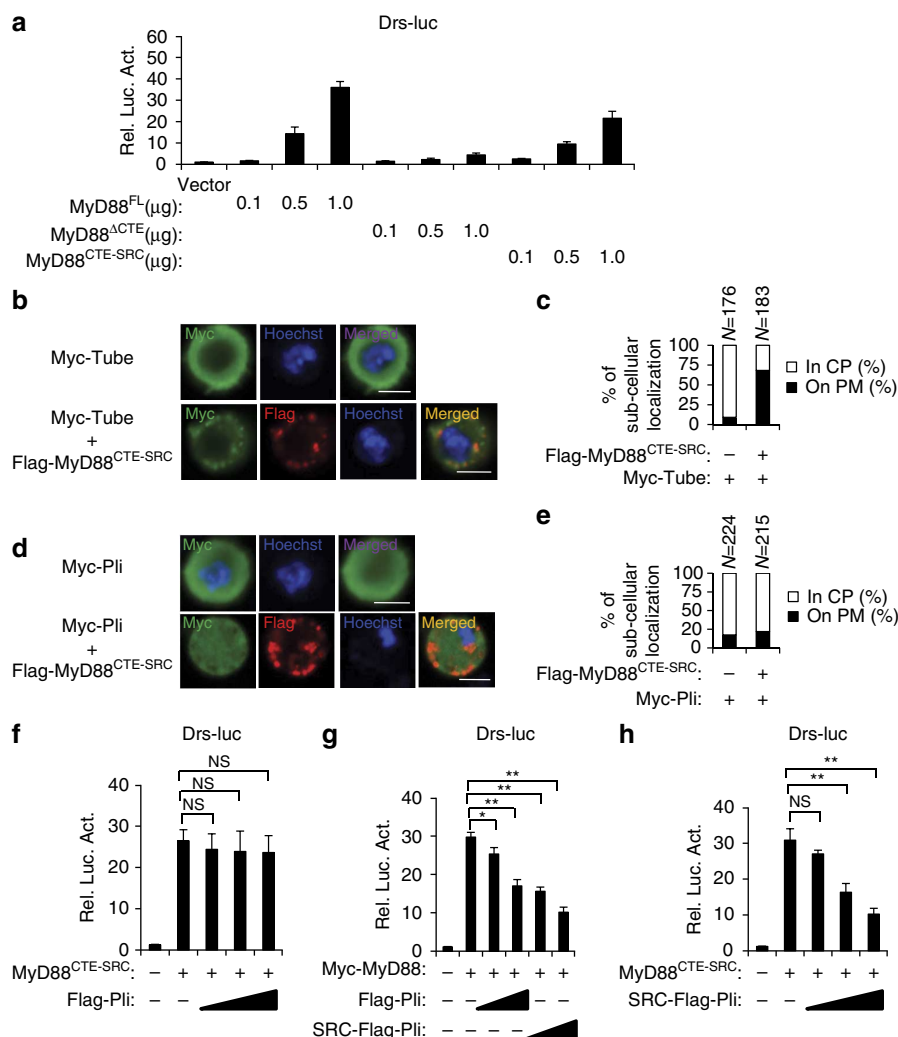 a
Drs-luc
Rel. Luc. Act.
60
50
40
30
20
10
0
Vector
MyD88FL(μg): 0.1 0.5 1.0
MyD88ΔCTE(μg): 0.1 0.5 1.0
MyD88CTE-SRC(μg): 0.1 0.5 1.0
b
Myc-Tube
Myc Hoechst Merged
Myc-Tube
+
Flag-MyD88CTE-SRC
Myc Flag Hoechst Merged
c
N=176 N=183
% of
sub-cellular
localization
100
75
50
25
0
In CP (%)
On PM (%)
Flag-MyD88CTE-SRC: – +
Myc-Tube: + +
d
Myc-Pli
Myc Hoechst Merged
Myc-Pli
+
Flag-MyD88CTE-SRC
Myc Flag Hoechst Merged
e
N=224 N=215
% of
sub-cellular
localization
100
75
50
20
0
In CP (%)
On PM (%)
Flag-MyD88CTE-SRC: – +
Myc-Pli: + +
f
Drs-luc
NS
NS
NS
Rel. Luc. Act.
40
30
20
10
0
MyD88CTE-SRC: – + + + +
Flag-Pli: – –
g
Drs-luc
**
**
**
*
Rel. Luc. Act.
40
30
20
10
0
Myc-MyD88: – + + + + +
Flag-Pli: – – – –
SRC-Flag-Pli: – – – –
h
Drs-luc
**
**
NS
Rel. Luc. Act.
40
30
20
10
0
MyD88CTE-SRC: – + + + +
SRC-Flag-Pli: – –